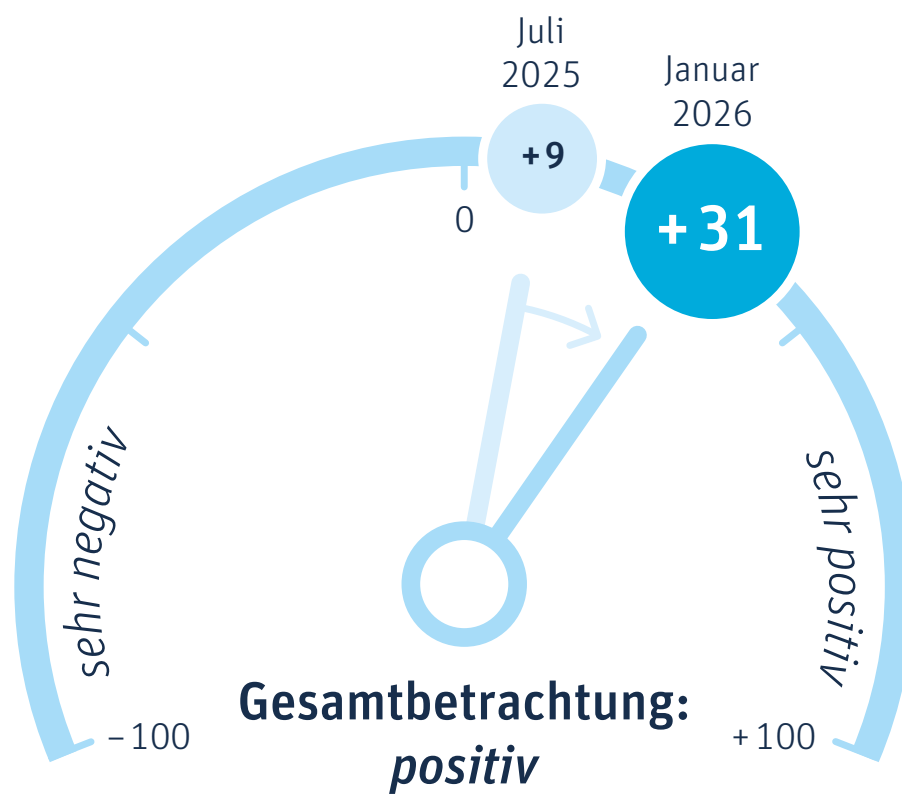 Juli
2025
Januar
2026
+9
+31
0
sehr negativ
sehr positiv
–100
+100
Gesamtbetrachtung:
positiv